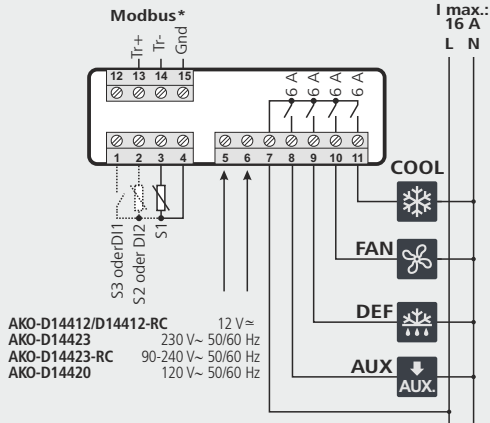 Modbus*
I max.:
16 A
L N
Tr+ Tr- Gnd
12 13 14 15
6 A 6 A 6 A 6 A
1 2 3 4 5 6 7 8 9 10 11
COOL
FAN
DEF
AUX
AUX.
S3 oderDI1
S2 oder DI2
S1
AKO-D14412/D14412-RC 12 V≃
AKO-D14423 230 V~ 50/60 Hz
AKO-D14423-RC 90-240 V~ 50/60 Hz
AKO-D14420 120 V~ 50/60 Hz